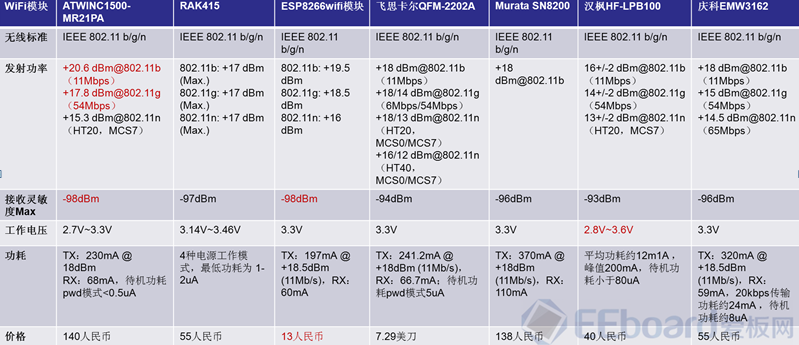 WiFi模块
ATWINC1500-
MR21PA
RAK415
ESP8266wifi模块
飞思卡尔QFM-2202A
Murata SN8200
汉枫HF-LPB100
庆科EMW3162
无线标准
IEEE 802.11 b/g/n
IEEE 802.11 b/g/n
IEEE 802.11
b/g/n
IEEE 802.11 b/g/n
IEEE 802.11
b/g/n
IEEE 802.11 b/g/n
IEEE 802.11 b/g/n
发射功率
+20.6 dBm@802.11b
（11Mbps）
+17.8 dBm@802.11g
（54Mbps）
+15.3 dBm@802.11n
（HT20，MCS7）
802.11b: +17 dBm
(Max.)
802.11g: +17 dBm
(Max.)
802.11n: +17 dBm
(Max.)
802.11b: +19.5
dBm
802.11g: +18.5
dBm
802.11n: +16
dBm
+18 dBm@802.11b
(11Mbps)
+18/14 dBm@802.11g
(6Mbps/54Mbps)
+18/13 dBm@802.11n
(HT20,
MCS0/MCS7)
+16/12 dBm@802.11n
(HT40，
MCS0/MCS7)
+18
dBm@802.11b
16+/-2 dBm@802.11b
（11Mbps）
14+/-2 dBm@802.11g
（54Mbps）
13+/-2 dBm@802.11n
（HT20，MCS7）
+18 dBm@802.11b
（11Mbps）
+15 dBm@802.11g
（54Mbps）
+14.5 dBm@802.11n
（65Mbps）
接收灵敏
度Max
-98dBm
-97dBm
-98dBm
-94dBm
-96dBm
-93dBm
-96dBm
工作电压
2.7V~3.3V
3.14V~3.46V
3.3V
3.3V
3.3V
2.8V~3.6V
3.3V
功耗
TX：230mA @
18dBm
RX：68mA，待机功耗
pwd模式<0.5uA
4种电源工作模
式，最低功耗为 1-
2uA
TX：197mA @
+18.5dBm
(11Mb/s)，RX：
60mA
TX：241.2mA @
+18dBm (11Mb/s)，
RX：66.7mA；待机功
耗pwd模式5uA
TX：370mA @
+18dBm
(11Mb/s)，RX：
110mA
平均功耗约12m1A，
峰值200mA，待机功
耗小于80uA
TX：320mA @
+18.5dBm
(11Mb/s)，RX：
59mA，20kbps传输
功耗约24mA，待机
功耗约8uA
价格
140人民币
55人民币
13人民币
7.29美刀
138人民币
40人民币
55人民币
EEboard爱板网